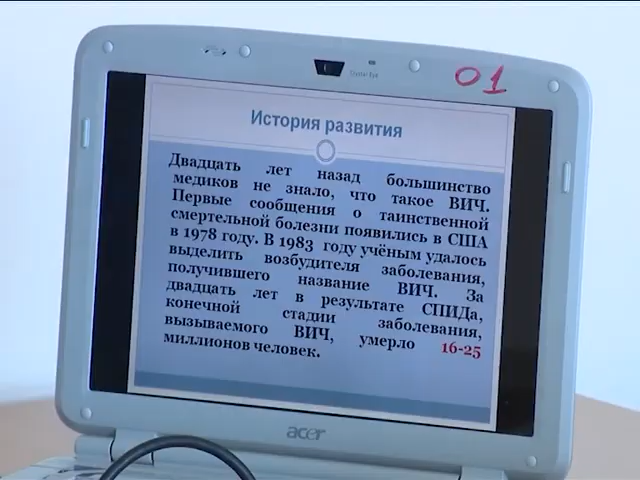 Digital Eye
01
История развития
Двадцать лет назад большинство
медиков не знало, что такое ВИЧ.
Первые сообщения о таинственной
смертельной болезни появились в США
в 1978 году. В 1983 году учёным удалось
выделить возбудителя заболевания,
получившего название ВИЧ. За
двадцать лет в результате СПИДа,
конечной стадии заболевания,
вызываемого ВИЧ, умерло 16-25
миллионов человек.
acer